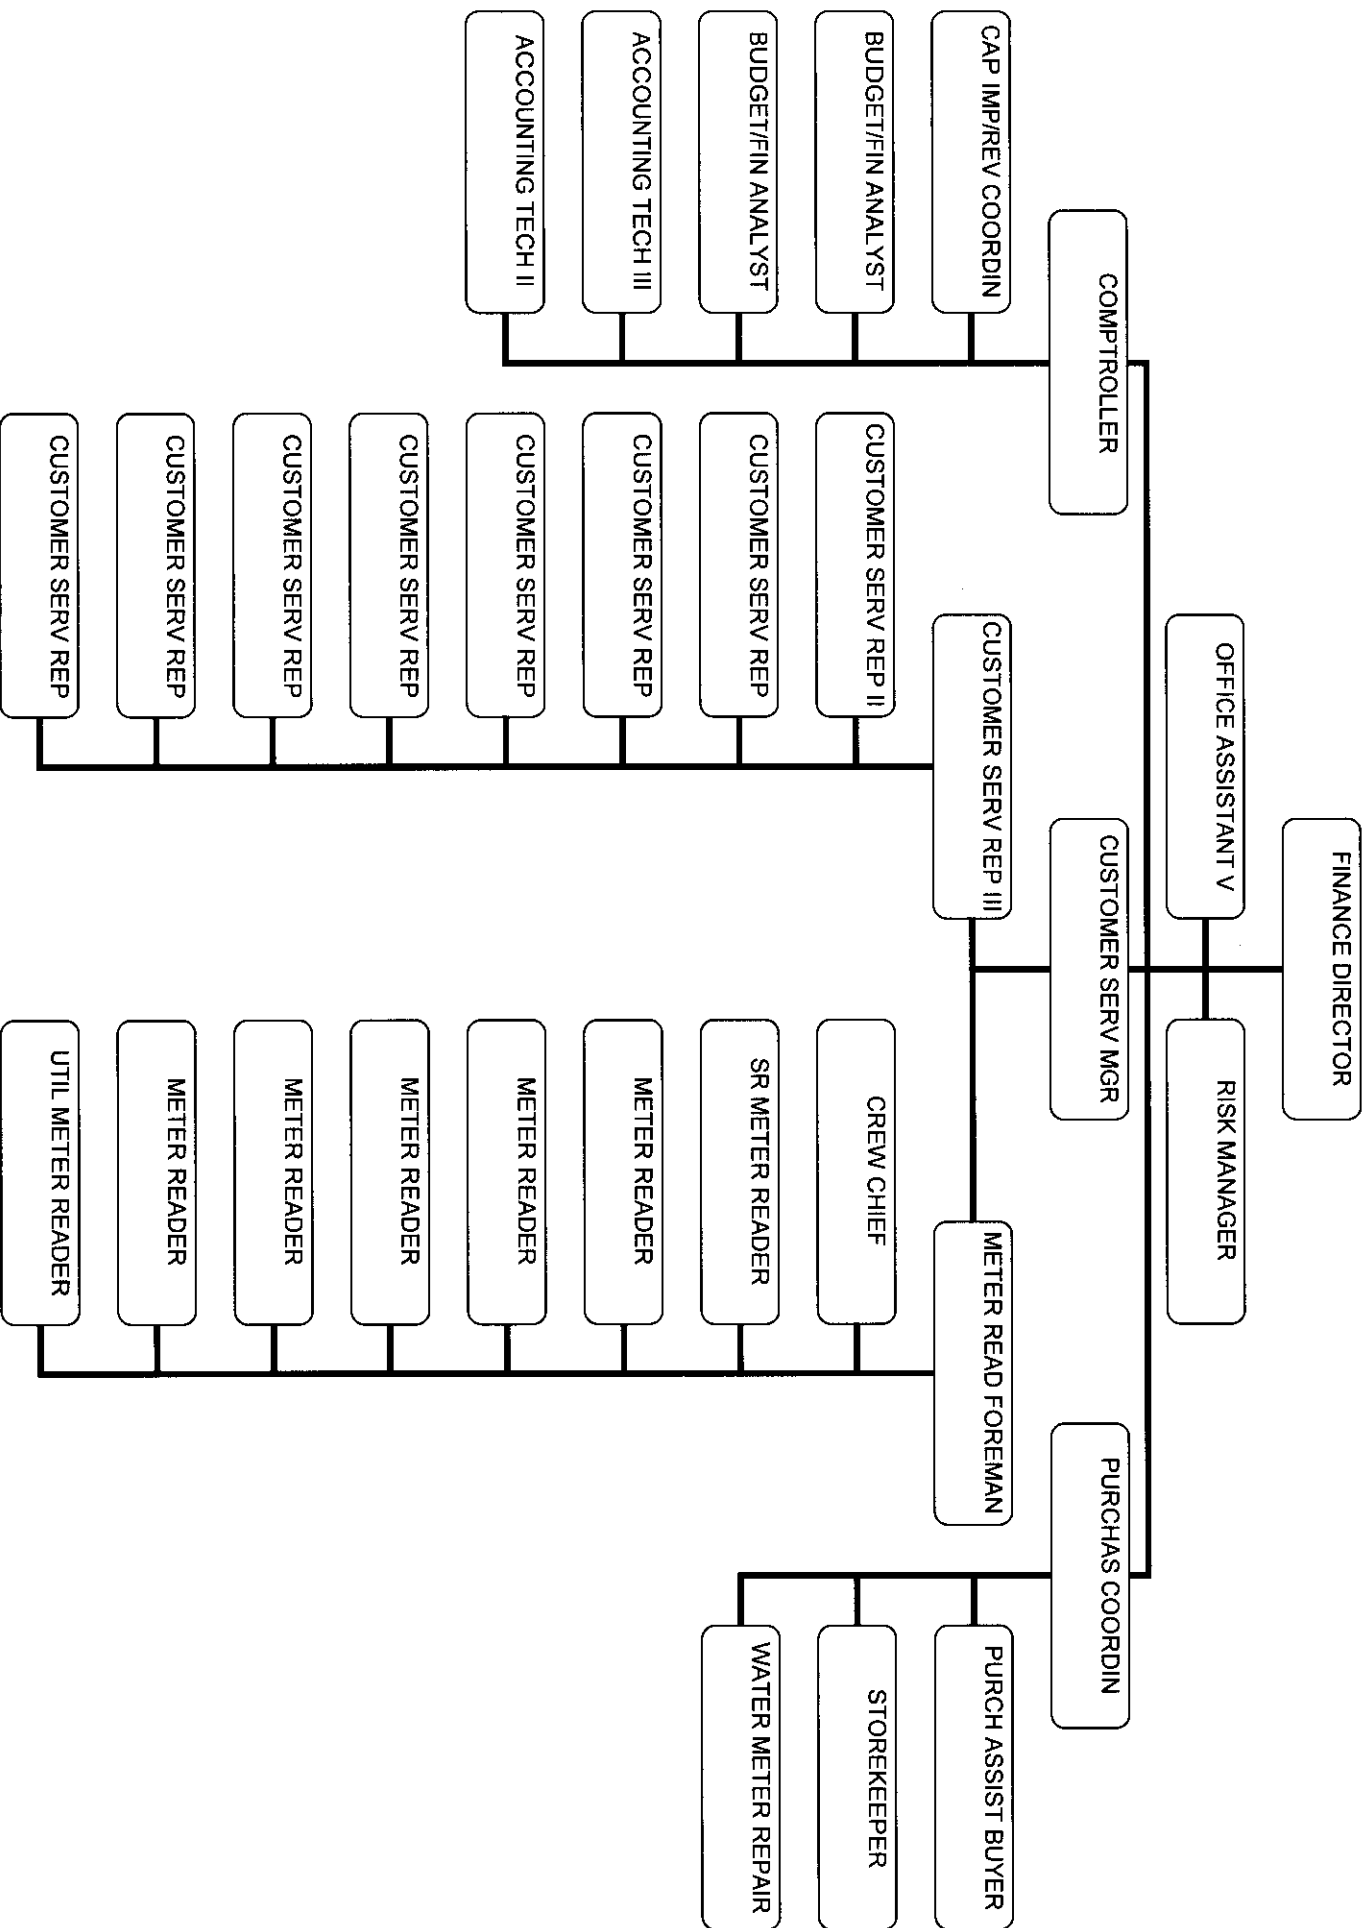 FINANCE DIRECTOR
OFFICE ASSISTANT V
RISK MANAGER
COMPTROLLER
CUSTOMER SERV MGR
PURCHAS COORDIN
CAP IMP/REV COORDIN
BUDGET/FIN ANALYST
BUDGET/FIN ANALYST
ACCOUNTING TECH III
ACCOUNTING TECH II
CUSTOMER SERV REP III
CUSTOMER SERV REP II
CUSTOMER SERV REP
CUSTOMER SERV REP
CUSTOMER SERV REP
CUSTOMER SERV REP
CUSTOMER SERV REP
CUSTOMER SERV REP
CUSTOMER SERV REP
METER READ FOREMAN
CREW CHIEF
SR METER READER
METER READER
METER READER
METER READER
METER READER
METER READER
UTIL METER READER
PURCH ASSIST BUYER
STOREKEEPER
WATER METER REPAIR